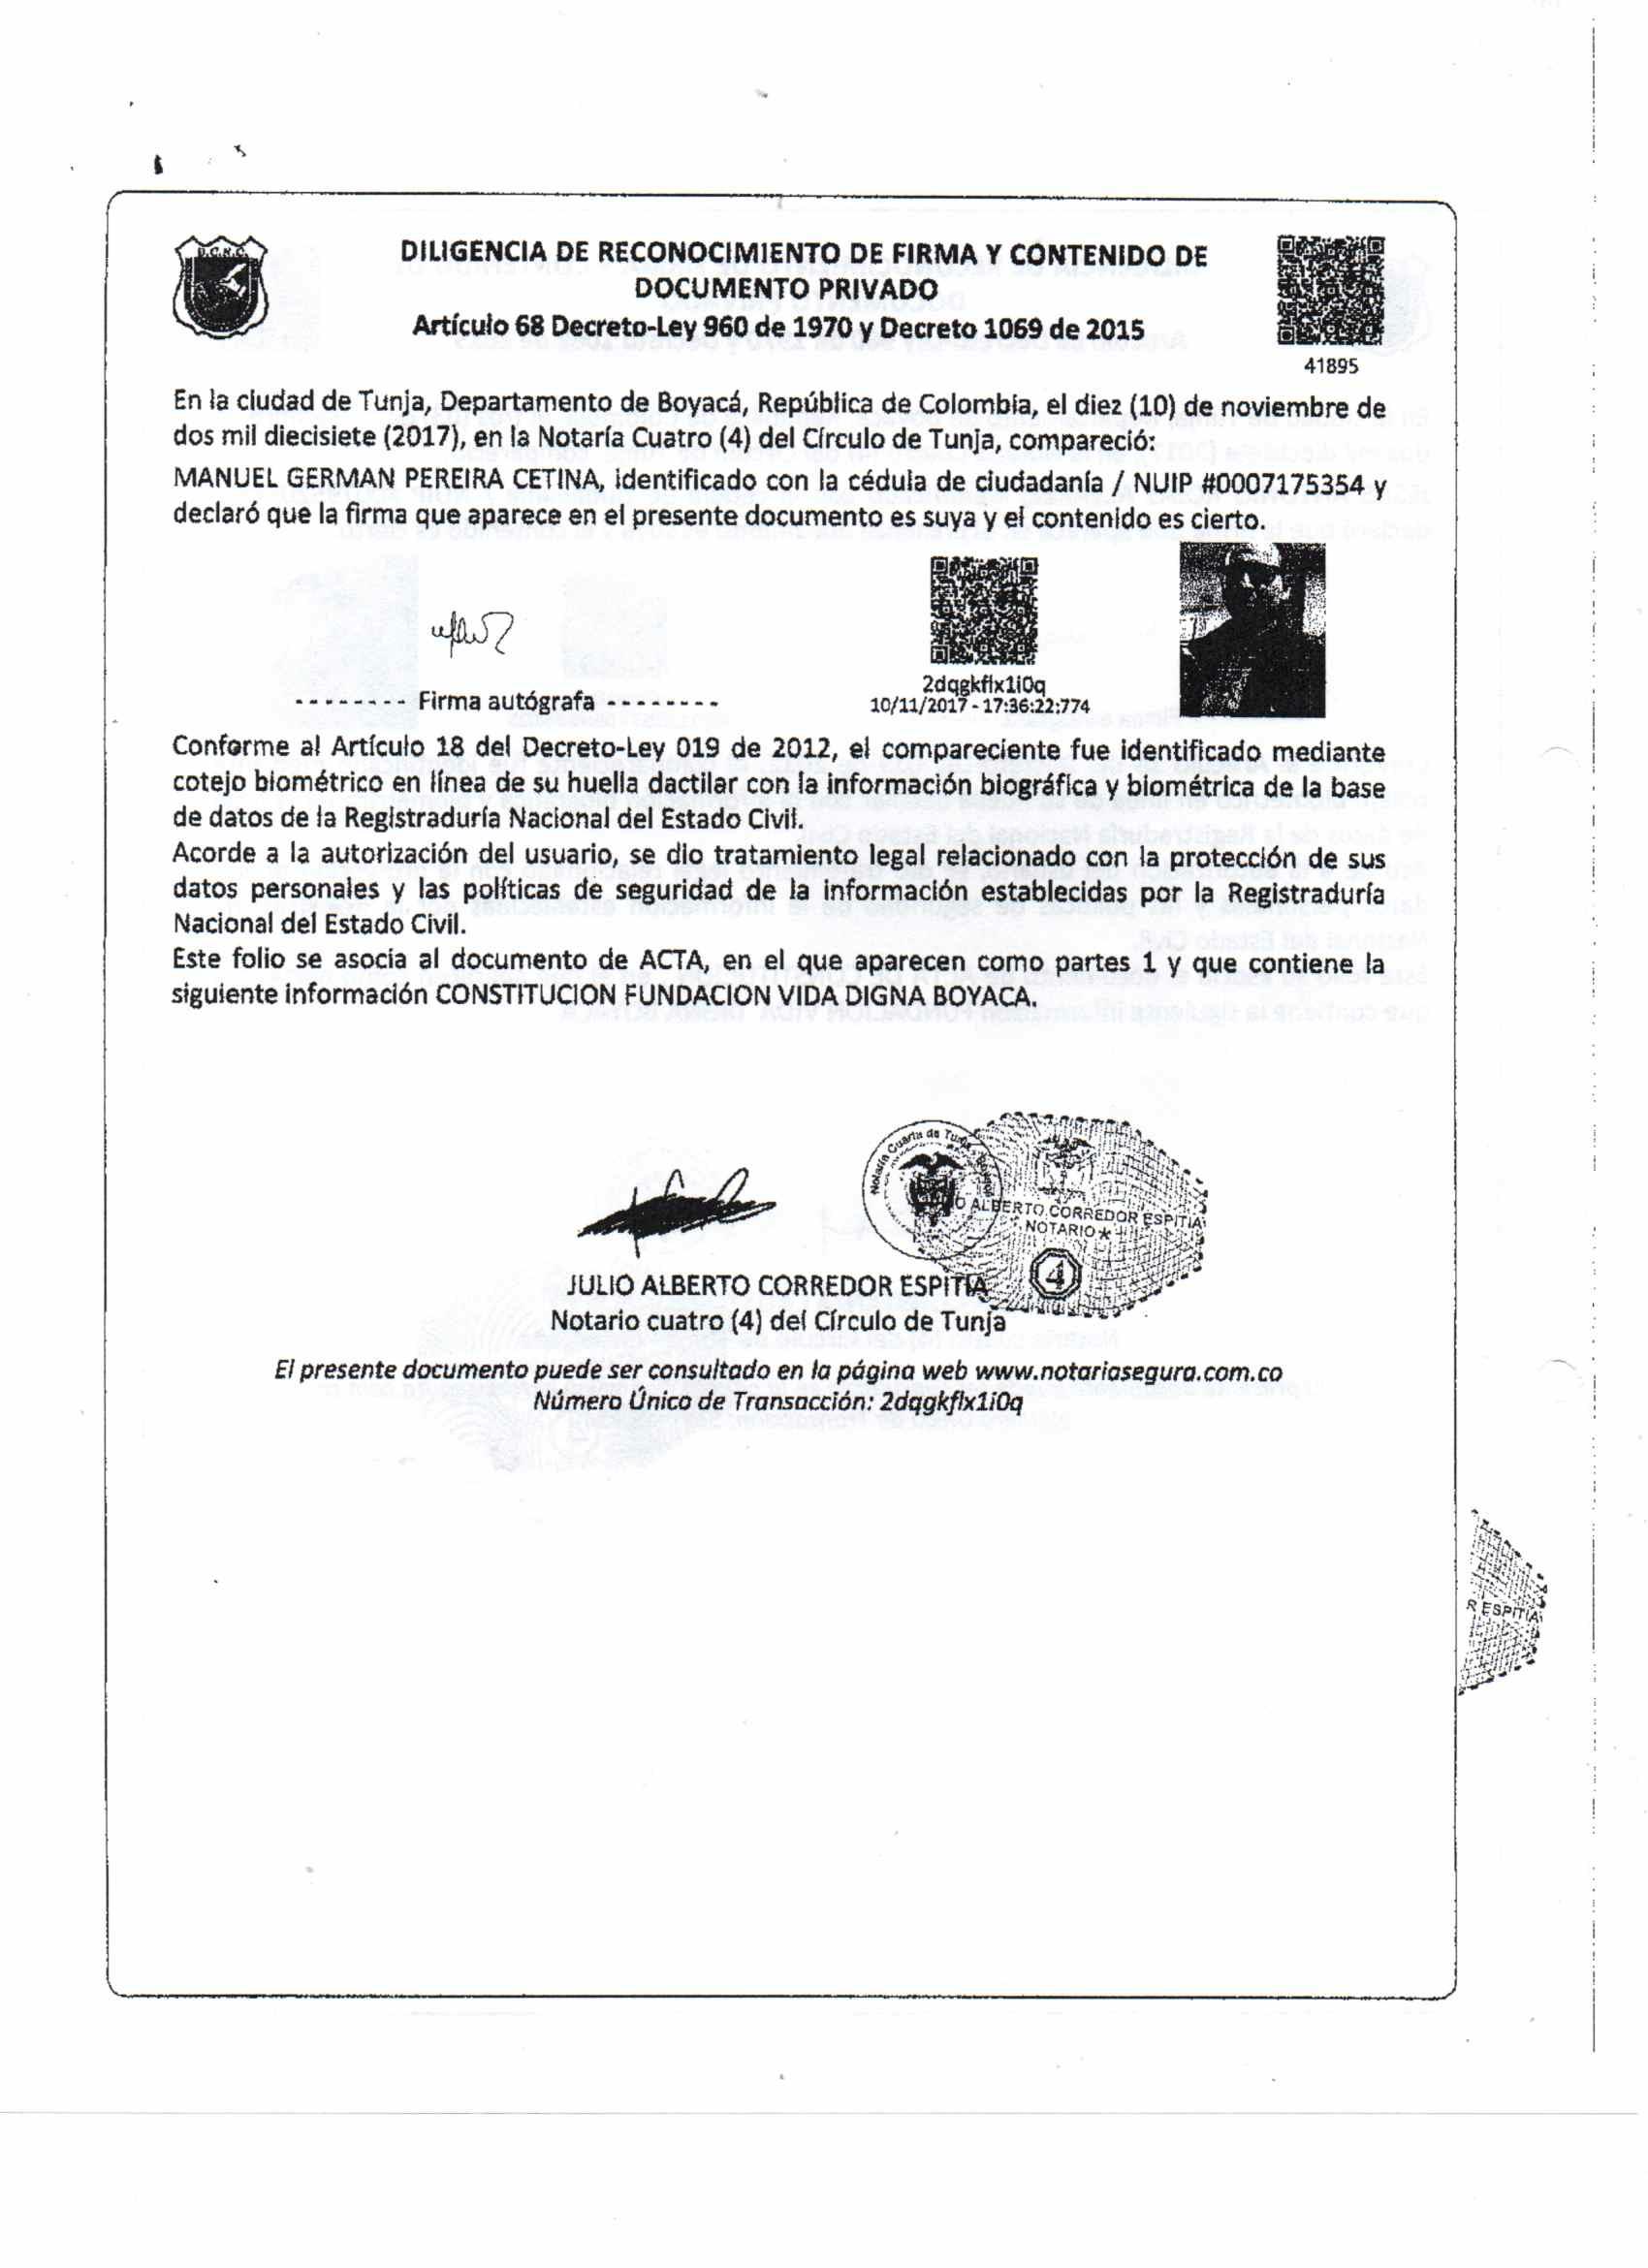 D.C.R.C.
DILIGENCIA DE RECONOCIMIENTO DE FIRMA Y CONTENIDO DE
DOCUMENTO PRIVADO
Artículo 68 Decreto-Ley 960 de 1970 y Decreto 1069 de 2015
41895
En la ciudad de Tunja, Departamento de Boyacá, República de Colombia, el diez (10) de noviembre de
dos mil diecisiete (2017), en la Notaría Cuatro (4) del Círculo de Tunja, compareció:
MANUEL GERMAN PEREIRA CETINA, identificado con la cédula de ciudadanía / NUIP #0007175354 y
declaró que la firma que aparece en el presente documento es suya y el contenido es cierto.
2dqgkflx1i0q
-------- Firma autógrafa --------
10/11/2017 - 17:36:22:774
Conforme al Artículo 18 del Decreto-Ley 019 de 2012, el compareciente fue identificado mediante
cotejo biométrico en línea de su huella dactilar con la información biográfica y biométrica de la base
de datos de la Registraduría Nacional del Estado Civil.
Acorde a la autorización del usuario, se dio tratamiento legal relacionado con la protección de sus
datos personales y las políticas de seguridad de la información establecidas por la Registraduría
Nacional del Estado Civil.
Este folio se asocia al documento de ACTA, en el que aparecen como partes 1 y que contiene la
siguiente información CONSTITUCION FUNDACION VIDA DIGNA BOYACA.
Notaría Cuarta de Tunja
O ALBERTO CORREDOR ESPITIA
NOTARIO
4
JULIO ALBERTO CORREDOR ESPITIA
Notario cuatro (4) del Círculo de Tunja
El presente documento puede ser consultado en la página web www.notariasegura.com.co
Número Único de Transacción: 2dqgkflx1i0q
R ESPITIA